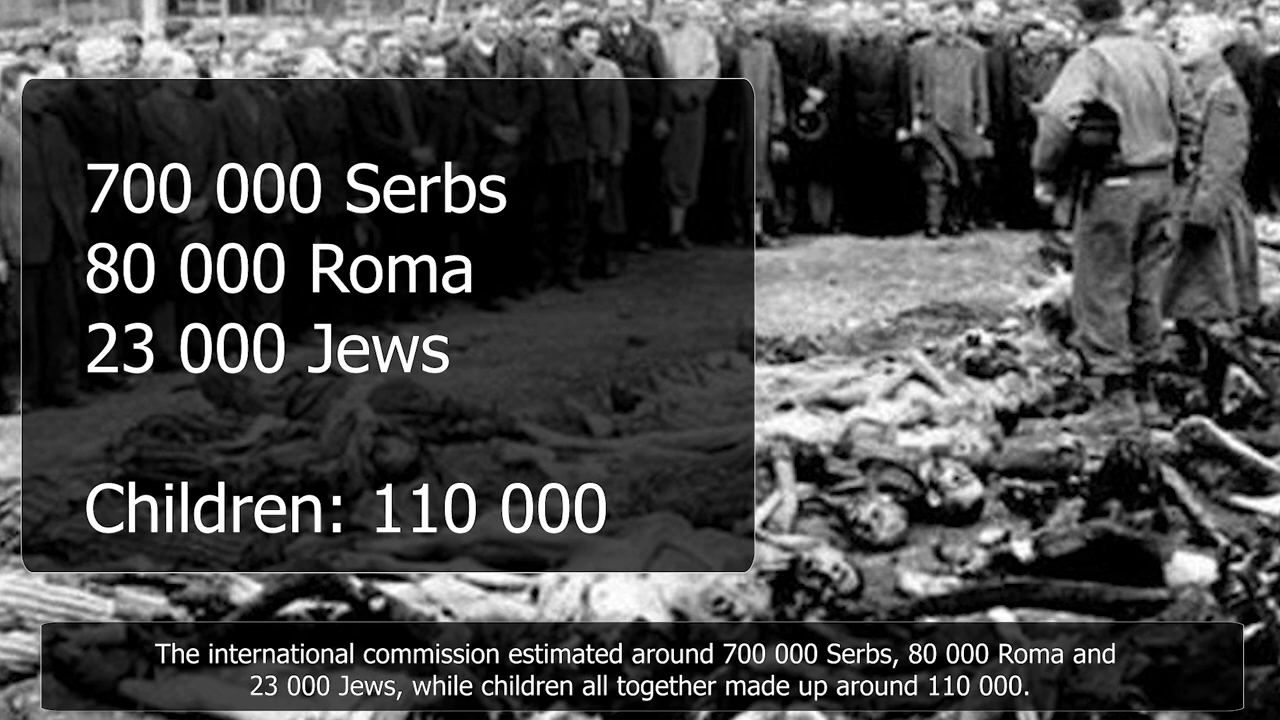 700 000 Serbs
80 000 Roma
23 000 Jews
Children: 110 000
The international commission estimated around 700 000 Serbs, 80 000 Roma and
23 000 Jews, while children all together made up around 110 000.